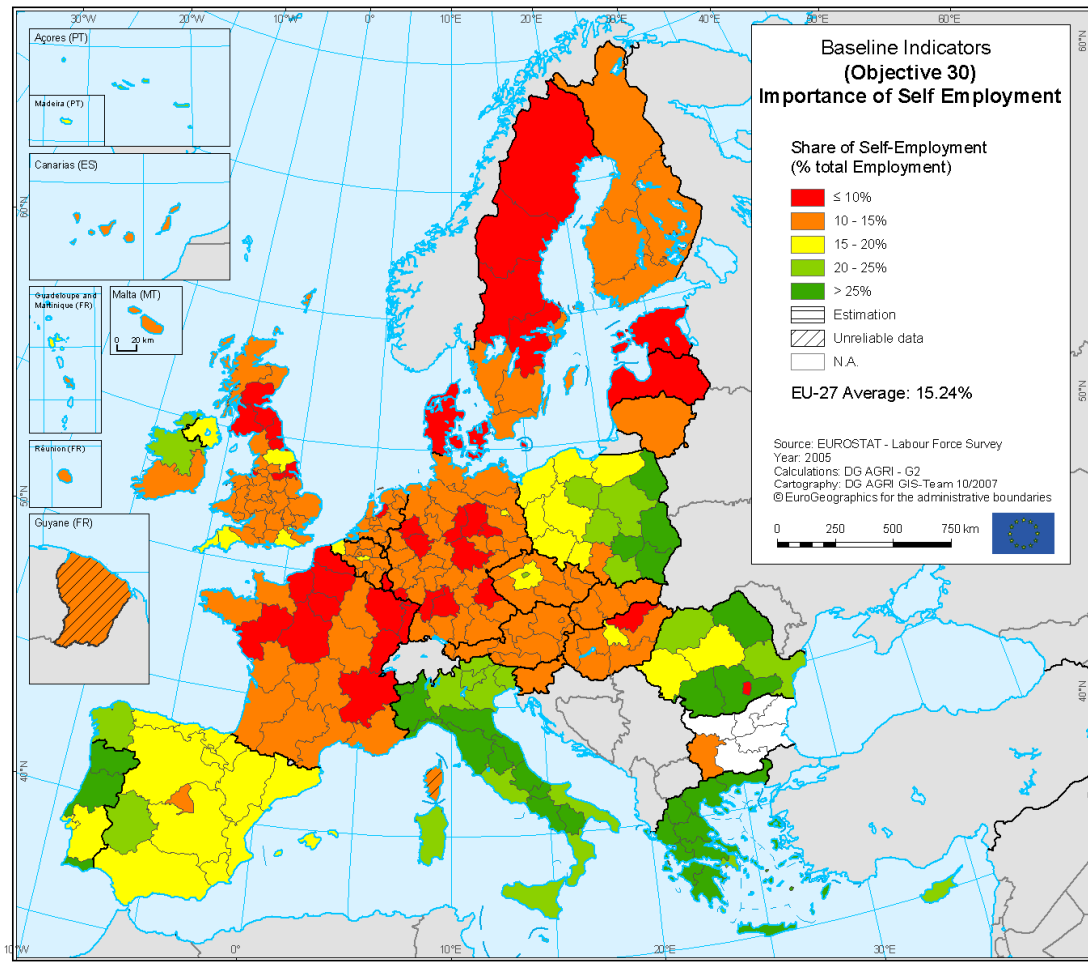 30°W
20°W
10°W
0°
10°E
20°E
30°E
40°E
50°E
60°E
Açores (PT)
Madeira (PT)
Canarias (ES)
Guadeloupe and
Martinique (FR)
Malta (MT)
0 20 km
Réunion (FR)
Guyane (FR)
Baseline Indicators
(Objective 30)
Importance of Self Employment
Share of Self-Employment
(% total Employment)
≤ 10%
10 - 15%
15 - 20%
20 - 25%
> 25%
Estimation
Unreliable data
N.A.
EU-27 Average: 15.24%
Source: EUROSTAT - Labour Force Survey
Year: 2005
Calculations: DG AGRI - G2
Cartography: DG AGRI GIS-Team 10/2007
© EuroGeographics for the administrative boundaries
0 250 500 750 km
60°N
50°N
40°N
60°N
50°N
40°N
10°W
0°
10°E
20°E
30°E